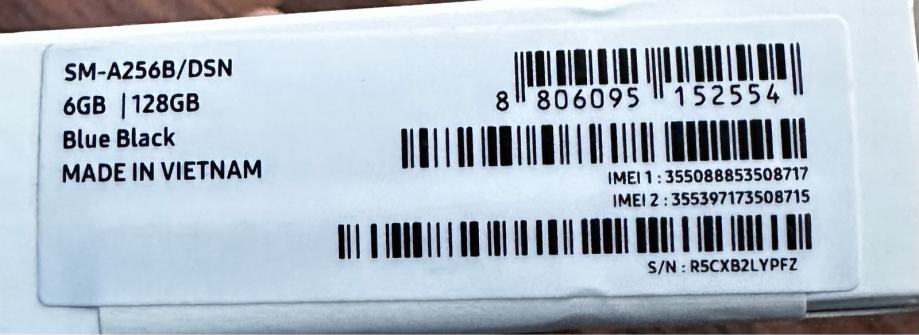 SM-A256B/DSN
6GB | 128GB
Blue Black
MADE IN VIETNAM
8 806095 152554
IMEI 1 : 355088853508717
IMEI 2 : 355397173508715
S/N : R5CXB2LYPFZ